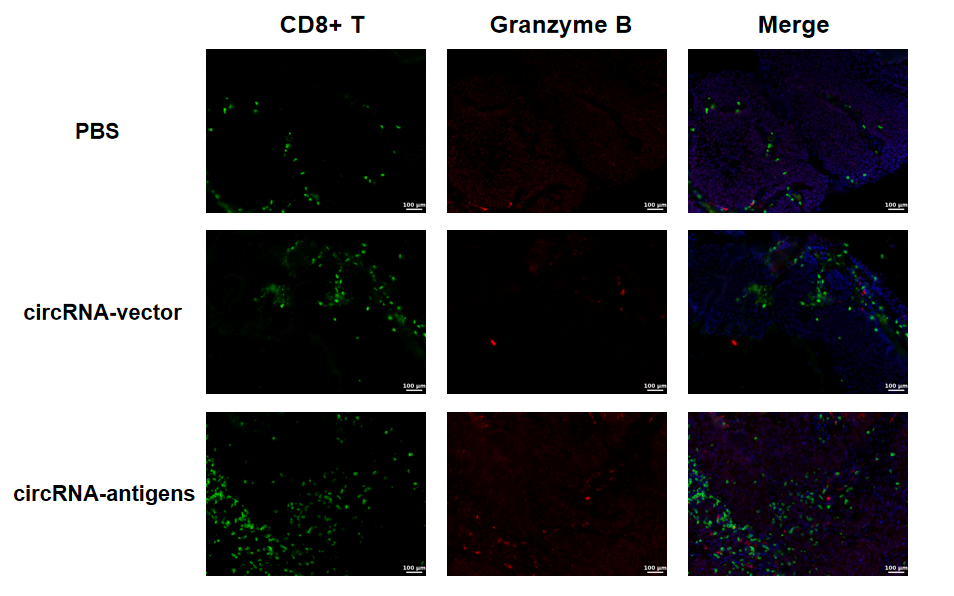 CD8+ T Granzyme B Merge
PBS
100 μm 100 μm 100 μm
circRNA-vector
100 μm 100 μm 100 μm
circRNA-antigens
100 μm 100 μm 100 μm